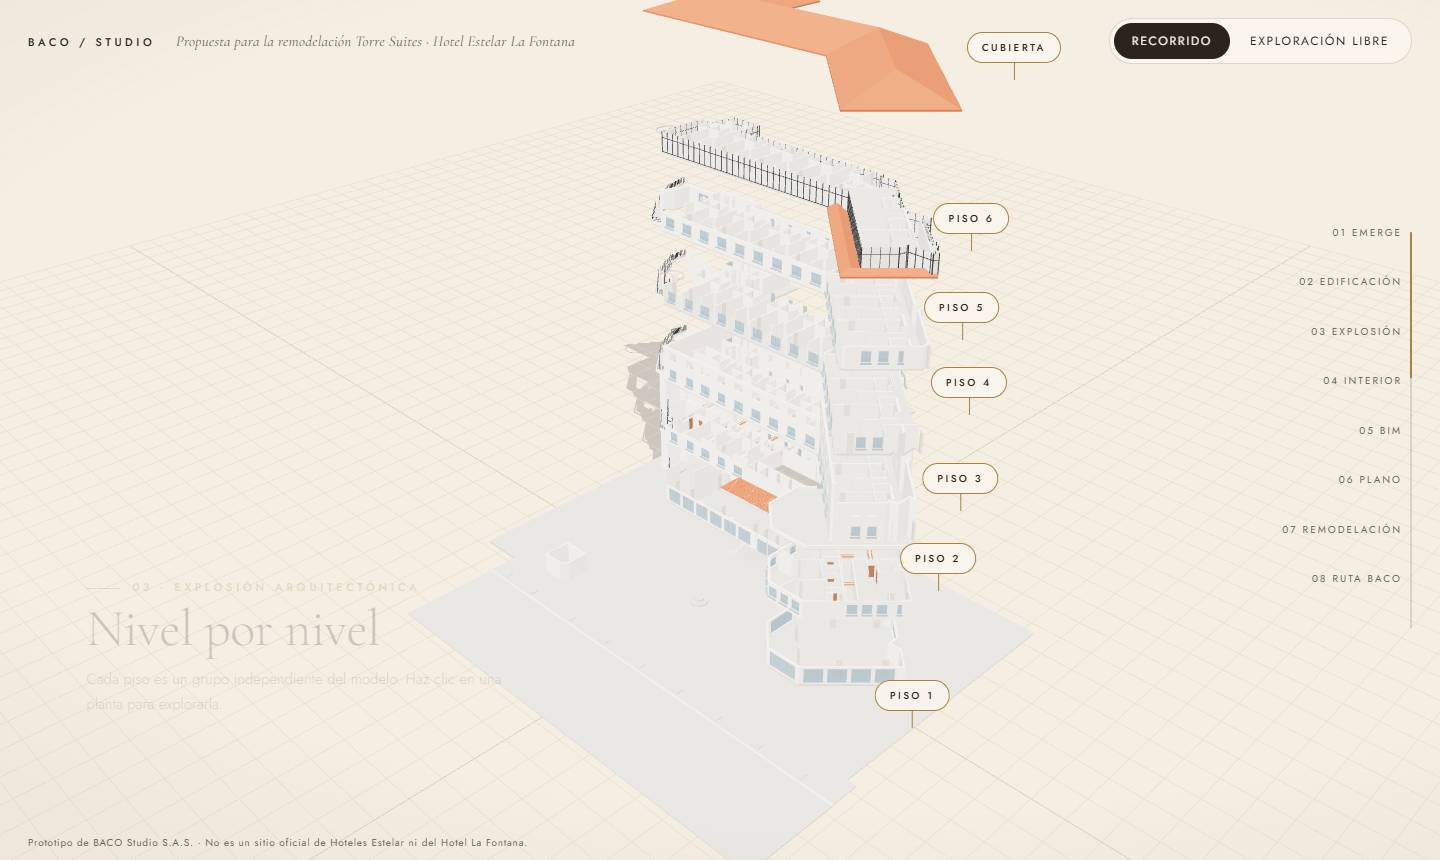 BACO / STUDIO
Propuesta para la remodelación Torre Suites · Hotel Estelar La Fontana
RECORRIDO
EXPLORACIÓN LIBRE
CUBIERTA
PISO 6
PISO 5
PISO 4
PISO 3
PISO 2
PISO 1
01 EMERGE
02 EDIFICACIÓN
03 EXPLOSIÓN
04 INTERIOR
05 BIM
06 PLANO
07 REMODELACIÓN
08 RUTA BACO
03 · EXPLOSIÓN ARQUITECTÓNICA
Nivel por nivel
Cada piso es un grupo independiente del modelo. Haz clic en una
planta para explorarla.
Prototipo de BACO Studio S.A.S. · No es un sitio oficial de Hoteles Estelar ni del Hotel La Fontana.